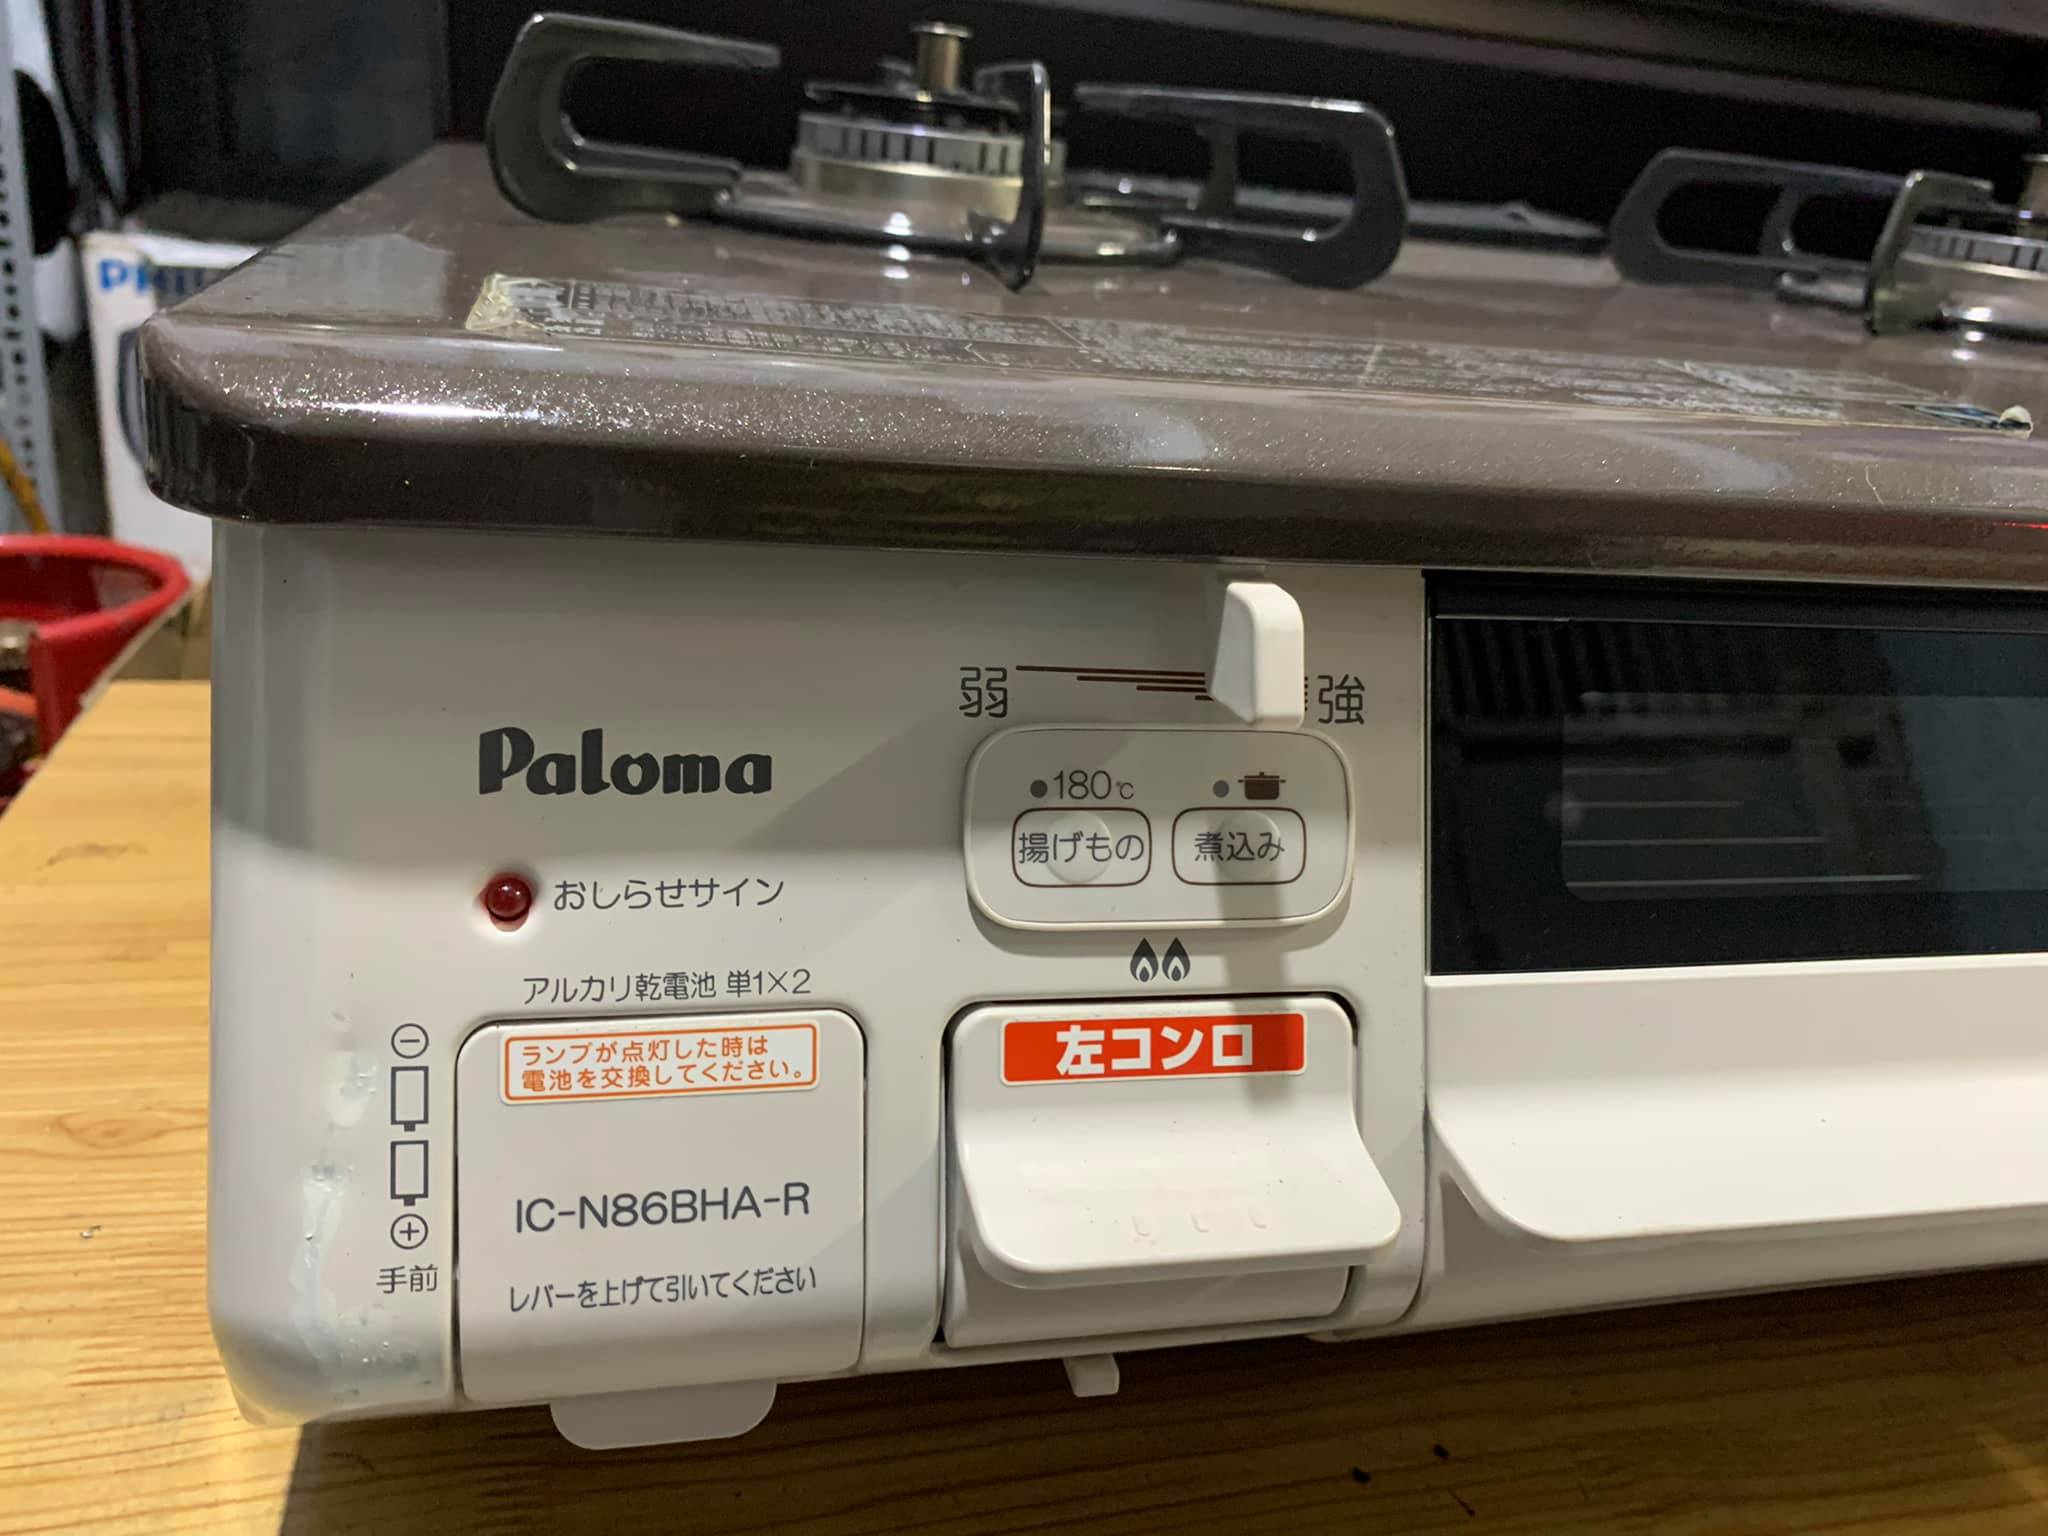 PHI
弱
強
180℃
揚げもの
煮込み
Paloma
おしらせサイン
アルカリ乾電池 単1×2
ランプが点灯した時は
電池を交換してください。
左コンロ
IC-N86BHA-R
レバーを上げて引いてください
手前